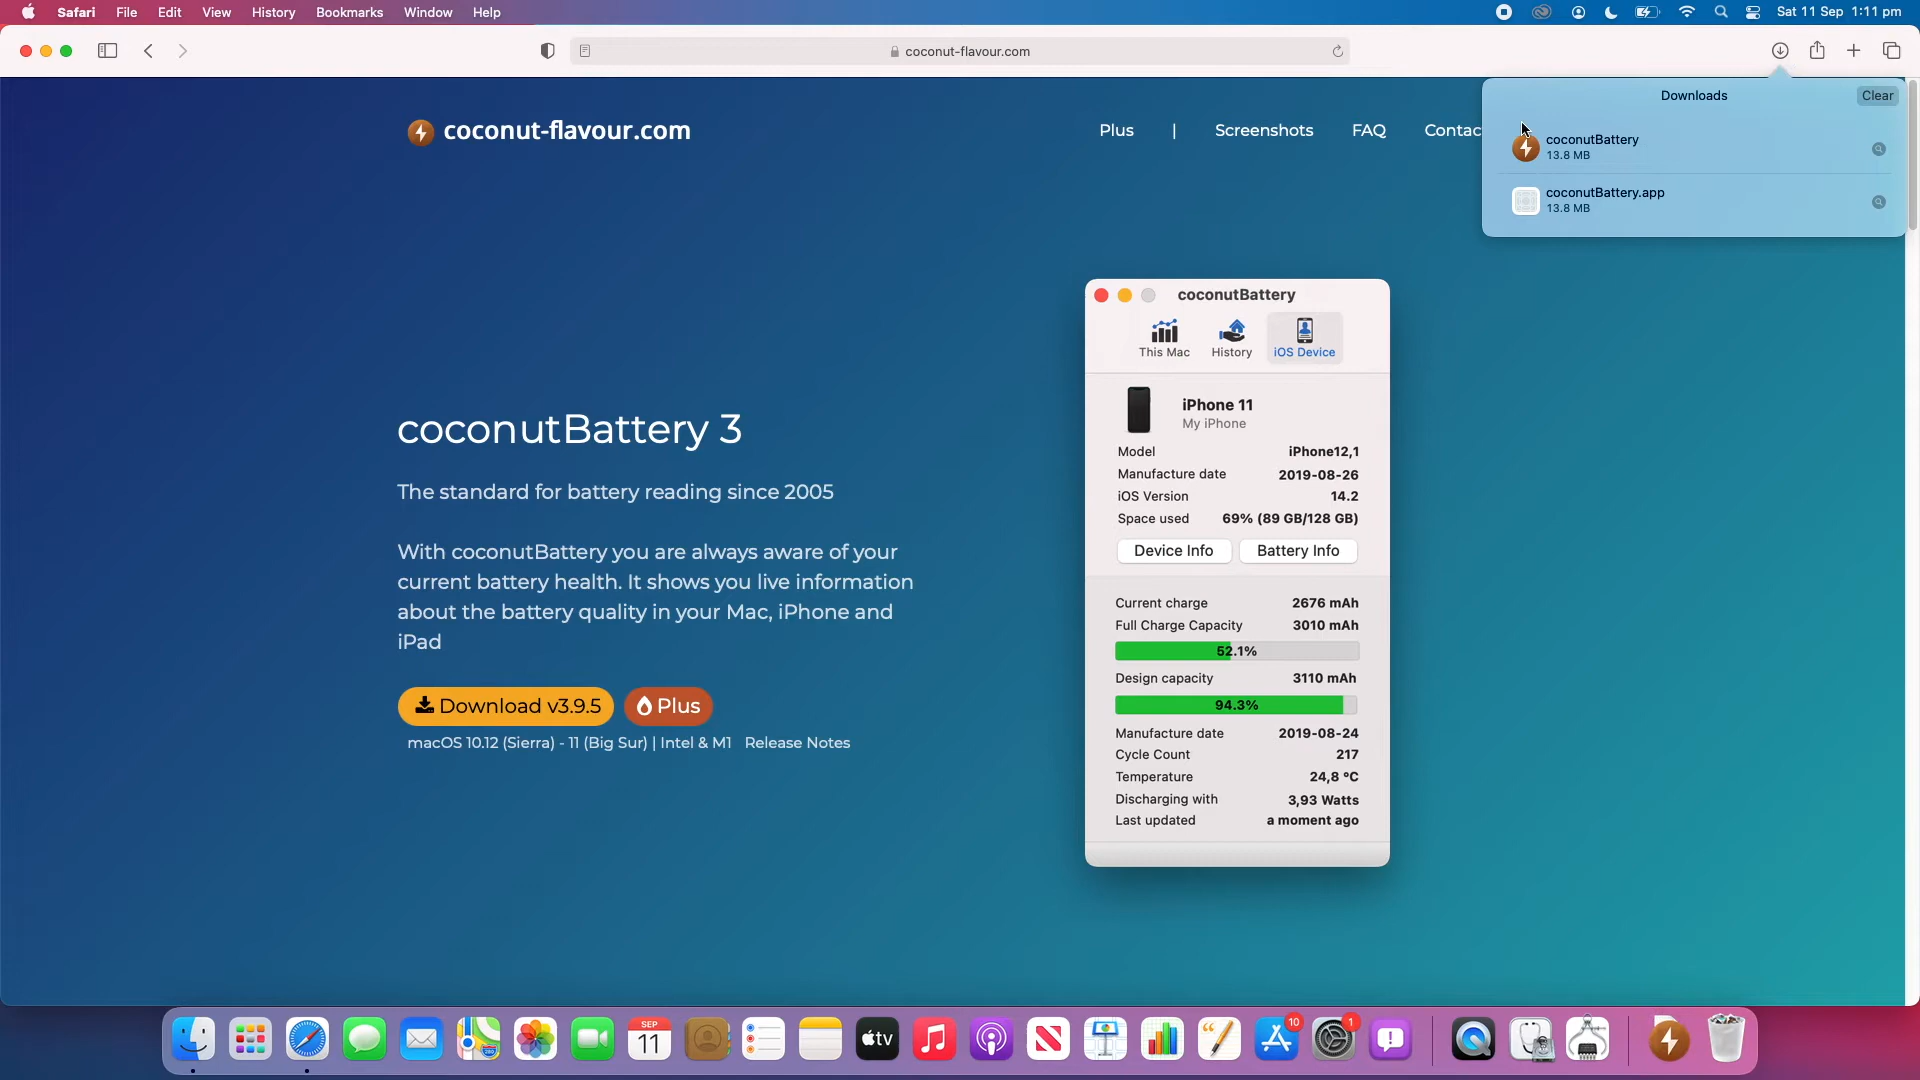 Safari File Edit View History Bookmarks Window Help
Sat 11 Sep 1:11 pm
coconut-flavour.com
Downloads
Clear
coconutBattery
13.8 MB
coconutBattery.app
13.8 MB
coconut-flavour.com
Plus | Screenshots FAQ Contac
coconutBattery 3
The standard for battery reading since 2005
With coconutBattery you are always aware of your
current battery health. It shows you live information
about the battery quality in your Mac, iPhone and
iPad
Download v3.9.5
Plus
macOS 10.12 (Sierra) - 11 (Big Sur) | Intel & M1 Release Notes
coconutBattery
This Mac History iOS Device
iPhone 11
My iPhone
Model iPhone12,1
Manufacture date 2019-08-26
iOS Version 14.2
Space used 69% (89 GB/128 GB)
Device Info Battery Info
Current charge 2676 mAh
Full Charge Capacity 3010 mAh
52.1%
Design capacity 3110 mAh
94.3%
Manufacture date 2019-08-24
Cycle Count 217
Temperature 24,8 °C
Discharging with 3,93 Watts
Last updated a moment ago
SEP
11
tv
10
1